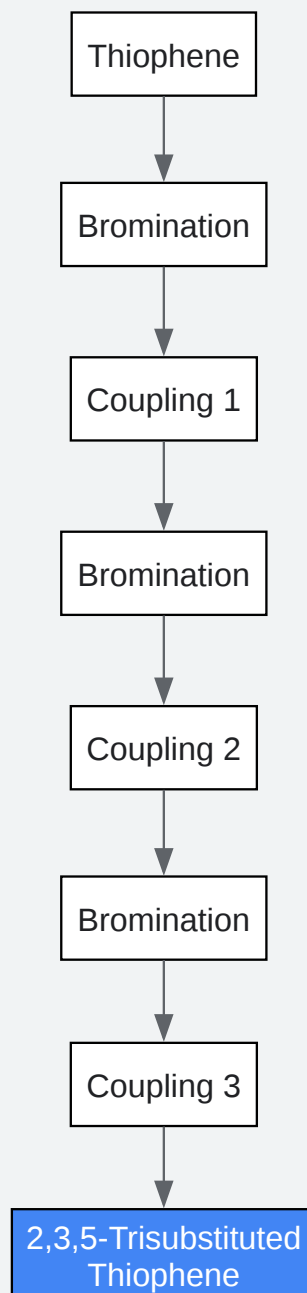 Thiophene
Bromination
Coupling 1
Bromination
Coupling 2
Bromination
Coupling 3
2,3,5-Trisubstituted
Thiophene